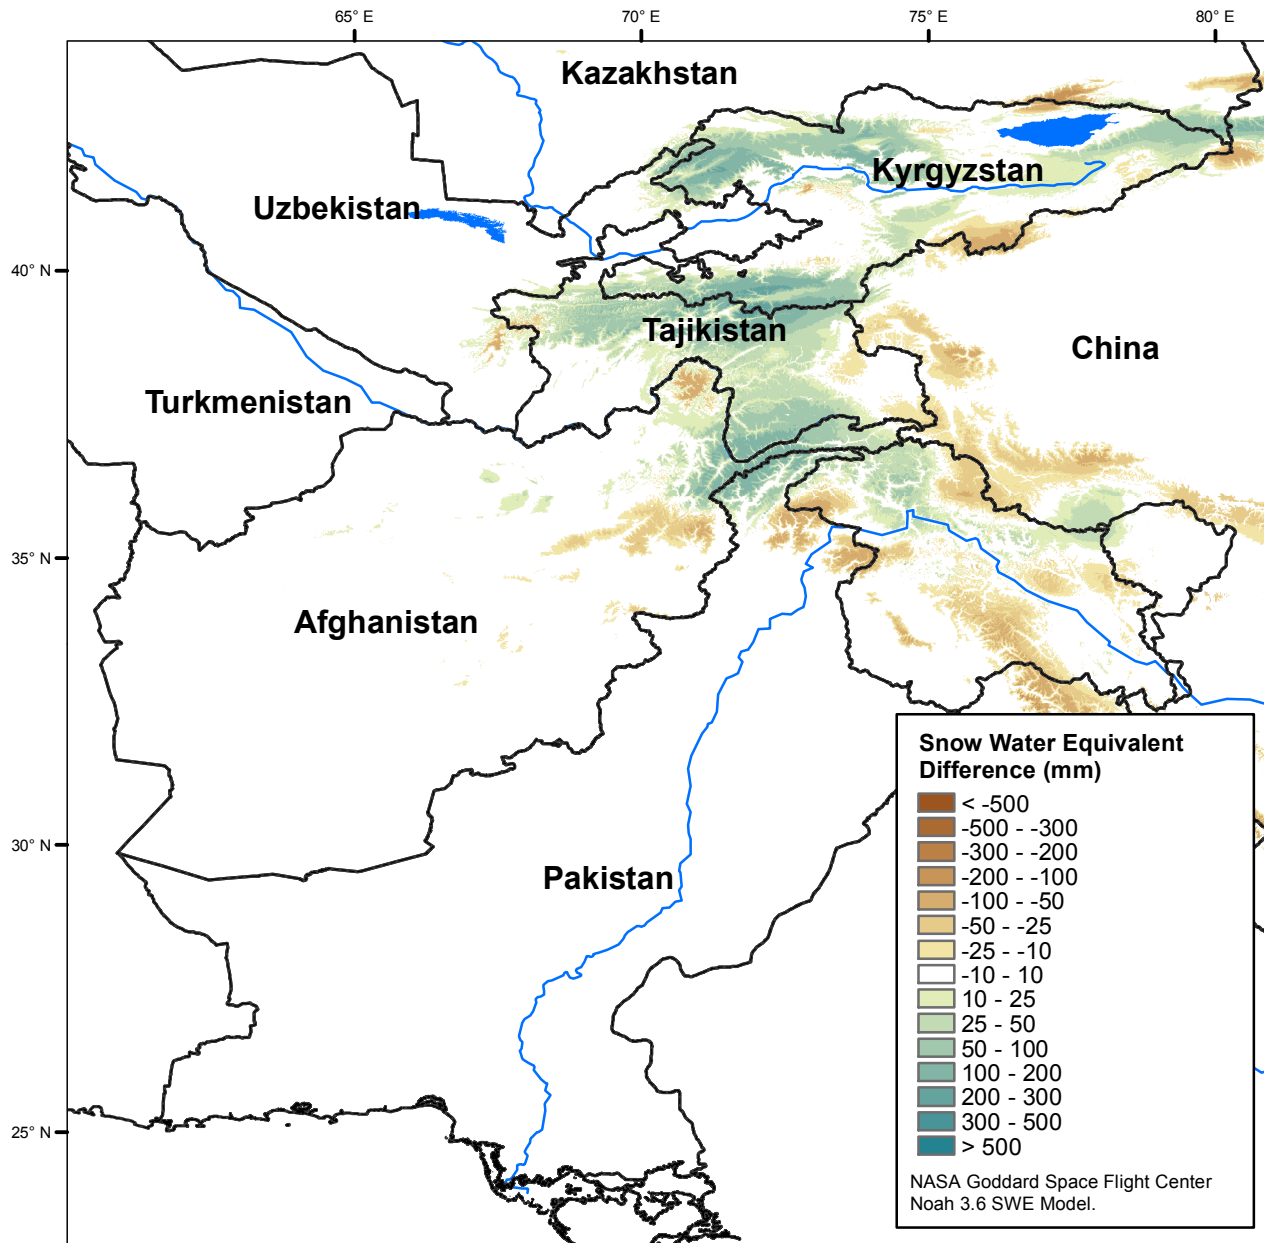 65° E
70° E
75° E
80° E
Kazakhstan
Kyrgyzstan
Uzbekistan
40° N
Tajikistan
China
Turkmenistan
35° N
Afghanistan
Snow Water Equivalent
Difference (mm)
< -500
-500 - -300
-300 - -200
-200 - -100
-100 - -50
-50 - -25
-25 - -10
-10 - 10
10 - 25
25 - 50
50 - 100
100 - 200
200 - 300
300 - 500
> 500
NASA Goddard Space Flight Center
Noah 3.6 SWE Model.
30° N
Pakistan
25° N